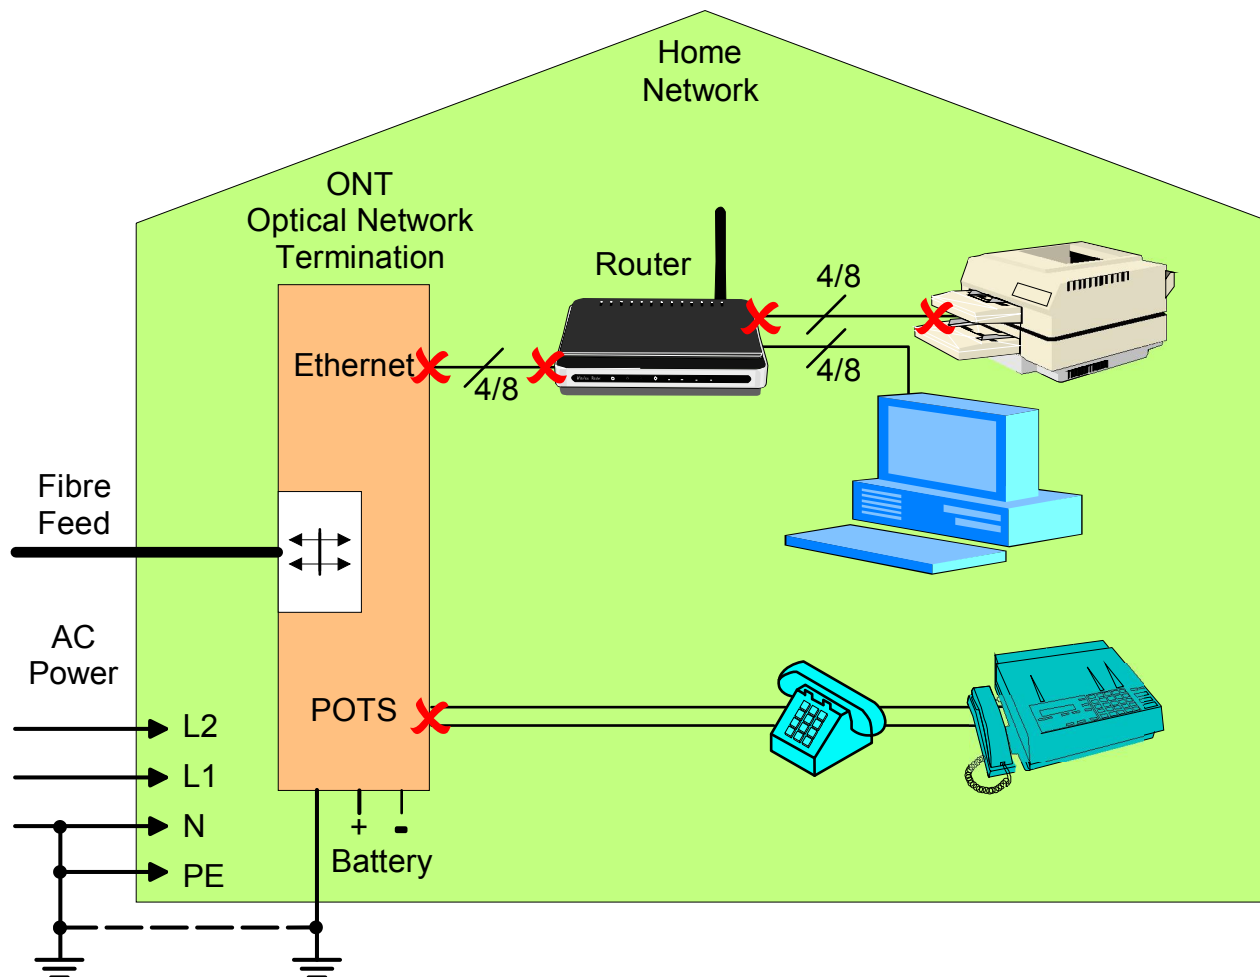 Home
Network
ONT
Optical Network
Termination
Router
4/8
Ethernet
4/8
4/8
Fibre
Feed
AC
Power
POTS
L2
L1
N
+
-
Battery
PE